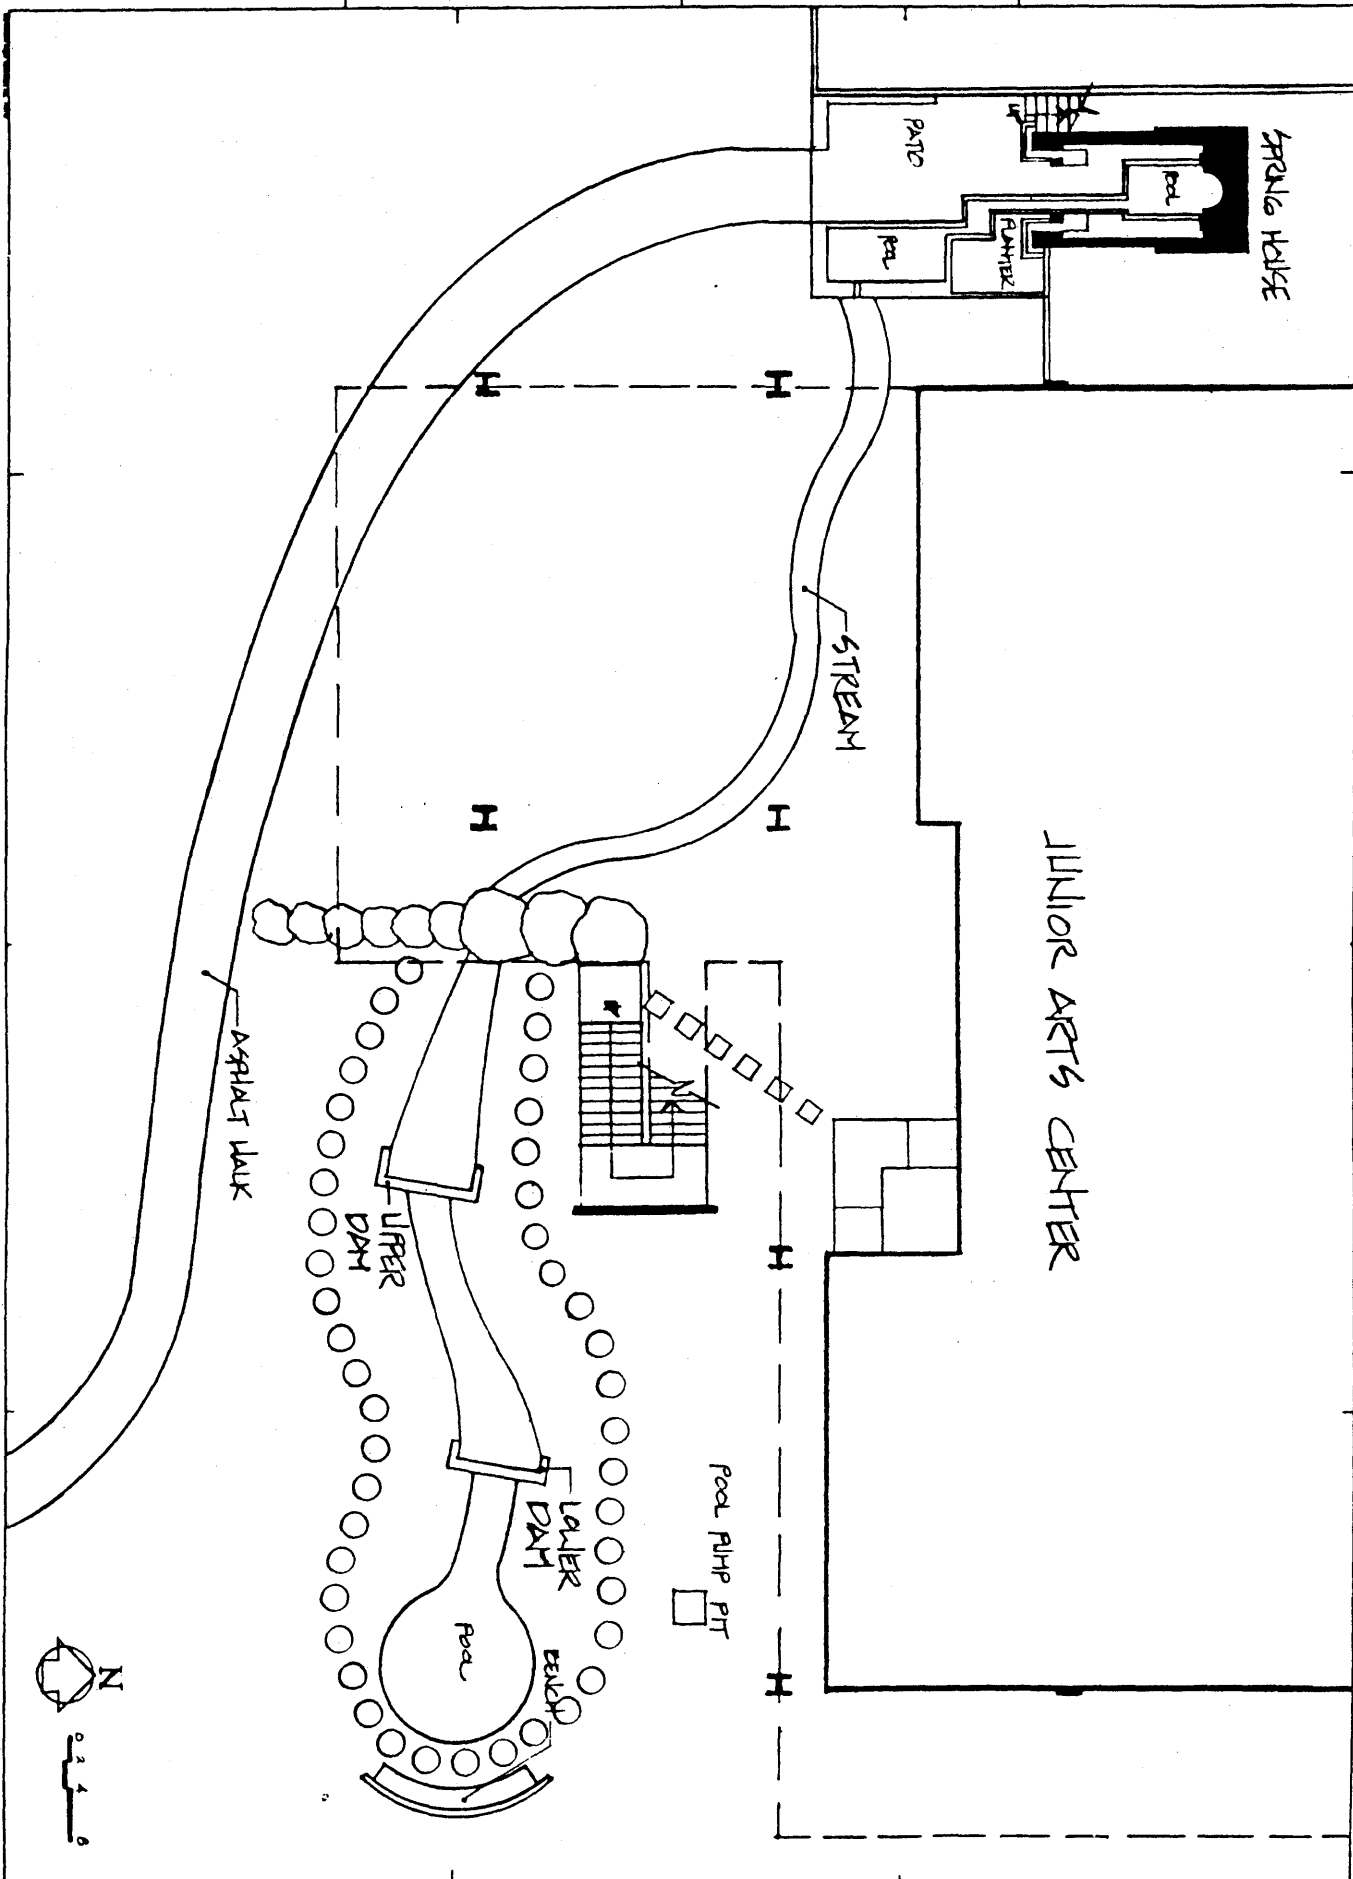 SPRING HOUSE
UP
PATIO
POOL
PLANTER
POOL
STREAM
JUNIOR ARTS CENTER
ASPHALT WALK
UPPER
DAM
LOWER
DAM
POOL PUMP PIT
POOL
BENCH
N
0 2 4 8